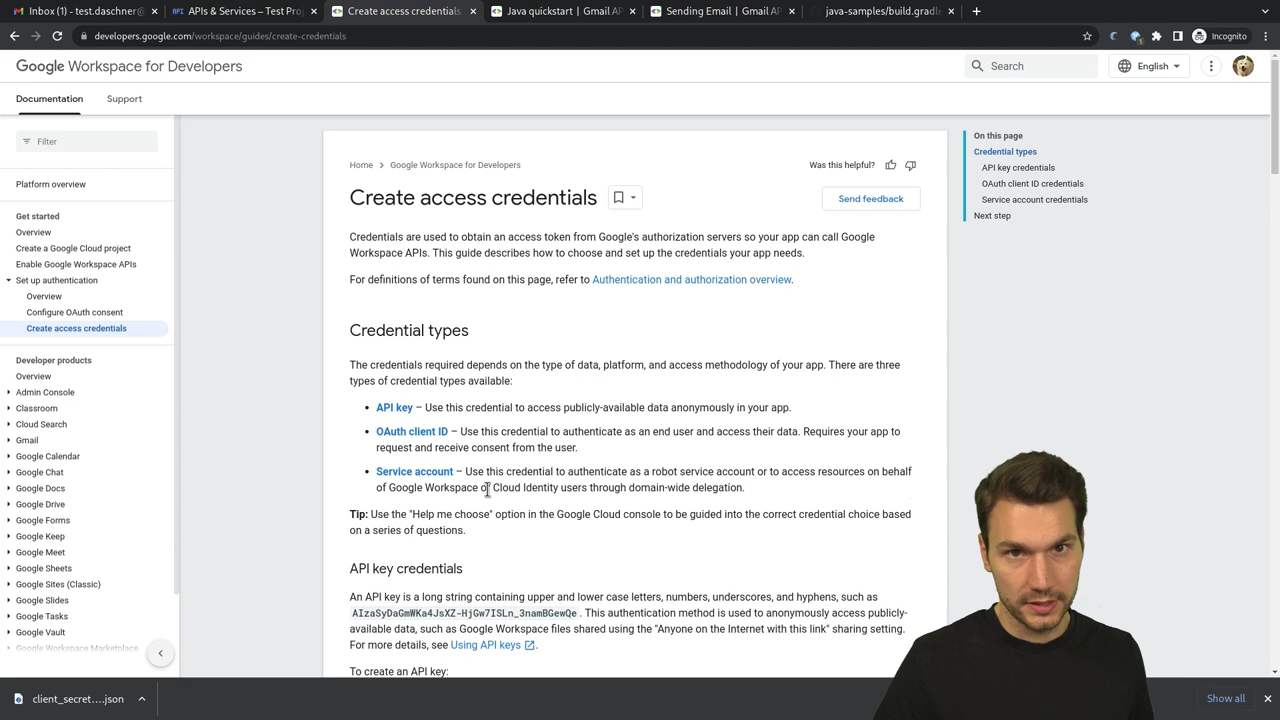 Inbox (1) - test.daschner@
APIs & Services – Test Proj
Create access credentials
Java quickstart | Gmail AP
Sending Email | Gmail AP
java-samples/build.gradle
developers.google.com/workspace/guides/create-credentials
Incognito
Google Workspace for Developers
Search
English
Documentation
Support
Filter
Platform overview
Get started
Overview
Create a Google Cloud project
Enable Google Workspace APIs
Set up authentication
Overview
Configure OAuth consent
Create access credentials
Developer products
Overview
Admin Console
Classroom
Cloud Search
Gmail
Google Calendar
Google Chat
Google Docs
Google Drive
Google Forms
Google Keep
Google Meet
Google Sheets
Google Sites (Classic)
Google Slides
Google Tasks
Google Vault
Google Workspace Marketplace
Home > Google Workspace for Developers
Was this helpful?
Create access credentials
Send feedback
Credentials are used to obtain an access token from Google's authorization servers so your app can call Google
Workspace APIs. This guide describes how to choose and set up the credentials your app needs.
For definitions of terms found on this page, refer to Authentication and authorization overview.
Credential types
The credentials required depends on the type of data, platform, and access methodology of your app. There are three
types of credential types available:
• API key – Use this credential to access publicly-available data anonymously in your app.
• OAuth client ID – Use this credential to authenticate as an end user and access their data. Requires your app to
request and receive consent from the user.
• Service account – Use this credential to authenticate as a robot service account or to access resources on behalf
of Google Workspace or Cloud Identity users through domain-wide delegation.
Tip: Use the "Help me choose" option in the Google Cloud console to be guided into the correct credential choice based
on a series of questions.
API key credentials
An API key is a long string containing upper and lower case letters, numbers, underscores, and hyphens, such as
AIzaSyDaGmWKa4JsXZ-HjGw7ISLn_3namBGewQe. This authentication method is used to anonymously access publicly-
available data, such as Google Workspace files shared using the "Anyone on the Internet with this link" sharing setting.
For more details, see Using API keys.
To create an API key:
On this page
Credential types
API key credentials
OAuth client ID credentials
Service account credentials
Next step
client_secret....json
Show all